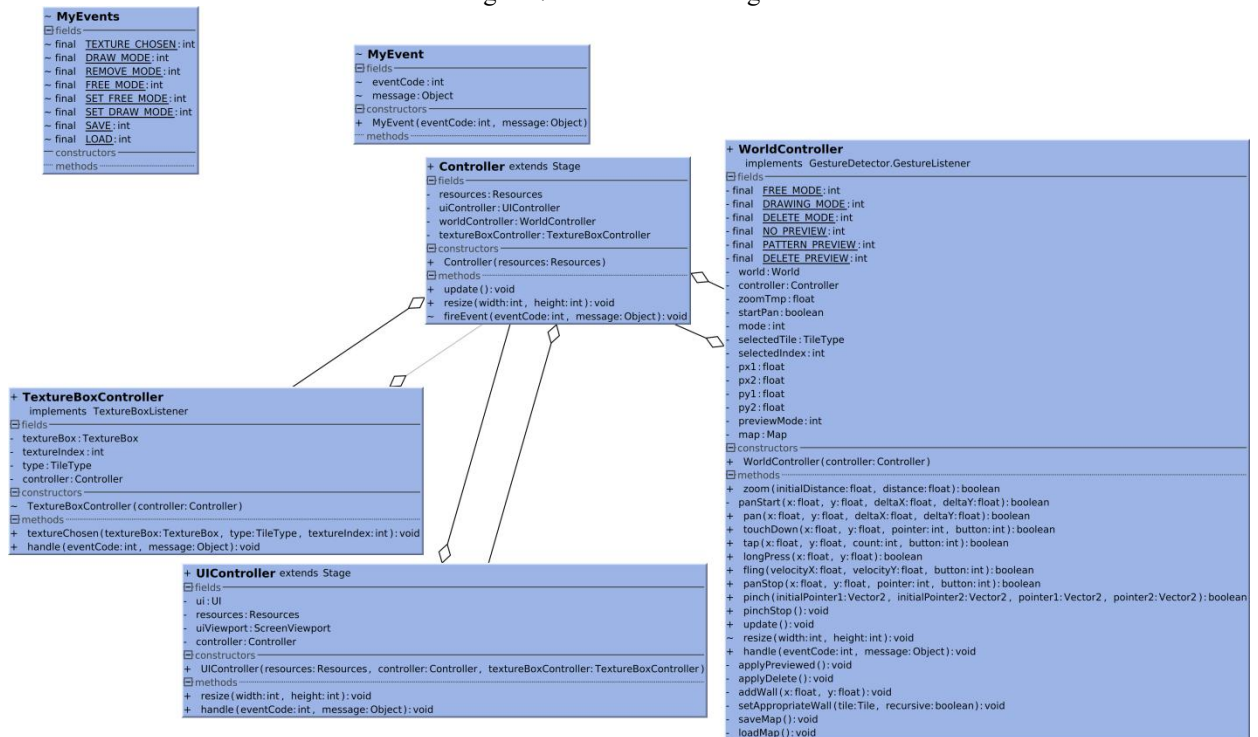 ~ MyEvents
fields
~ final TEXTURE_CHOSEN:int
~ final DRAW_MODE:int
~ final REMOVE_MODE:int
~ final FREE_MODE:int
~ final SET_FREE_MODE:int
~ final SET_DRAW_MODE:int
~ final SAVE:int
~ final LOAD:int
constructors
methods
~ MyEvent
fields
~ eventCode:int
~ message:Object
constructors
+ MyEvent(eventCode:int, message:Object)
methods
+ Controller extends Stage
fields
- resources:Resources
- uiController:UIController
- worldController:WorldController
- textureBoxController:TextureBoxController
constructors
+ Controller(resources:Resources)
methods
+ update():void
+ resize(width:int, height:int):void
~ fireEvent(eventCode:int, message:Object):void
+ WorldController
implements GestureDetector.GestureListener
fields
- final FREE_MODE:int
- final DRAWING_MODE:int
- final DELETE_MODE:int
- final NO_PREVIEW:int
- final PATTERN_PREVIEW:int
- final DELETE_PREVIEW:int
- world:World
- controller:Controller
- zoomTmp:float
- startPan:boolean
- mode:int
- selectedTile:TileType
- selectedIndex:int
- px1:float
- px2:float
- py1:float
- py2:float
- previewMode:int
- map:Map
constructors
+ WorldController(controller:Controller)
methods
+ zoom(initialDistance:float, distance:float):boolean
- panStart(x:float, y:float, deltaX:float, deltaY:float):boolean
+ pan(x:float, y:float, deltaX:float, deltaY:float):boolean
+ touchDown(x:float, y:float, pointer:int, button:int):boolean
+ tap(x:float, y:float, count:int, button:int):boolean
+ longPress(x:float, y:float):boolean
+ fling(velocityX:float, velocityY:float, button:int):boolean
+ panStop(x:float, y:float, pointer:int, button:int):boolean
+ pinch(initialPointer1:Vector2, initialPointer2:Vector2, pointer1:Vector2, pointer2:Vector2):boolean
+ pinchStop():void
+ update():void
~ resize(width:int, height:int):void
+ handle(eventCode:int, message:Object):void
- applyPreviewed():void
- applyDelete():void
- addWall(x:float, y:float):void
- setAppropriateWall(tile:Tile, recursive:boolean):void
- saveMap():void
- loadMap():void
+ TextureBoxController
implements TextureBoxListener
fields
- textureBox:TextureBox
- textureIndex:int
- type:TileType
- controller:Controller
constructors
~ TextureBoxController(controller:Controller)
methods
+ textureChosen(textureBox:TextureBox, type:TileType, textureIndex:int):void
+ handle(eventCode:int, message:Object):void
+ UIController extends Stage
fields
- ui:UI
- resources:Resources
- uiViewport:ScreenViewport
- controller:Controller
constructors
+ UIController(resources:Resources, controller:Controller, textureBoxController:TextureBoxController)
methods
+ resize(width:int, height:int):void
+ handle(eventCode:int, message:Object):void